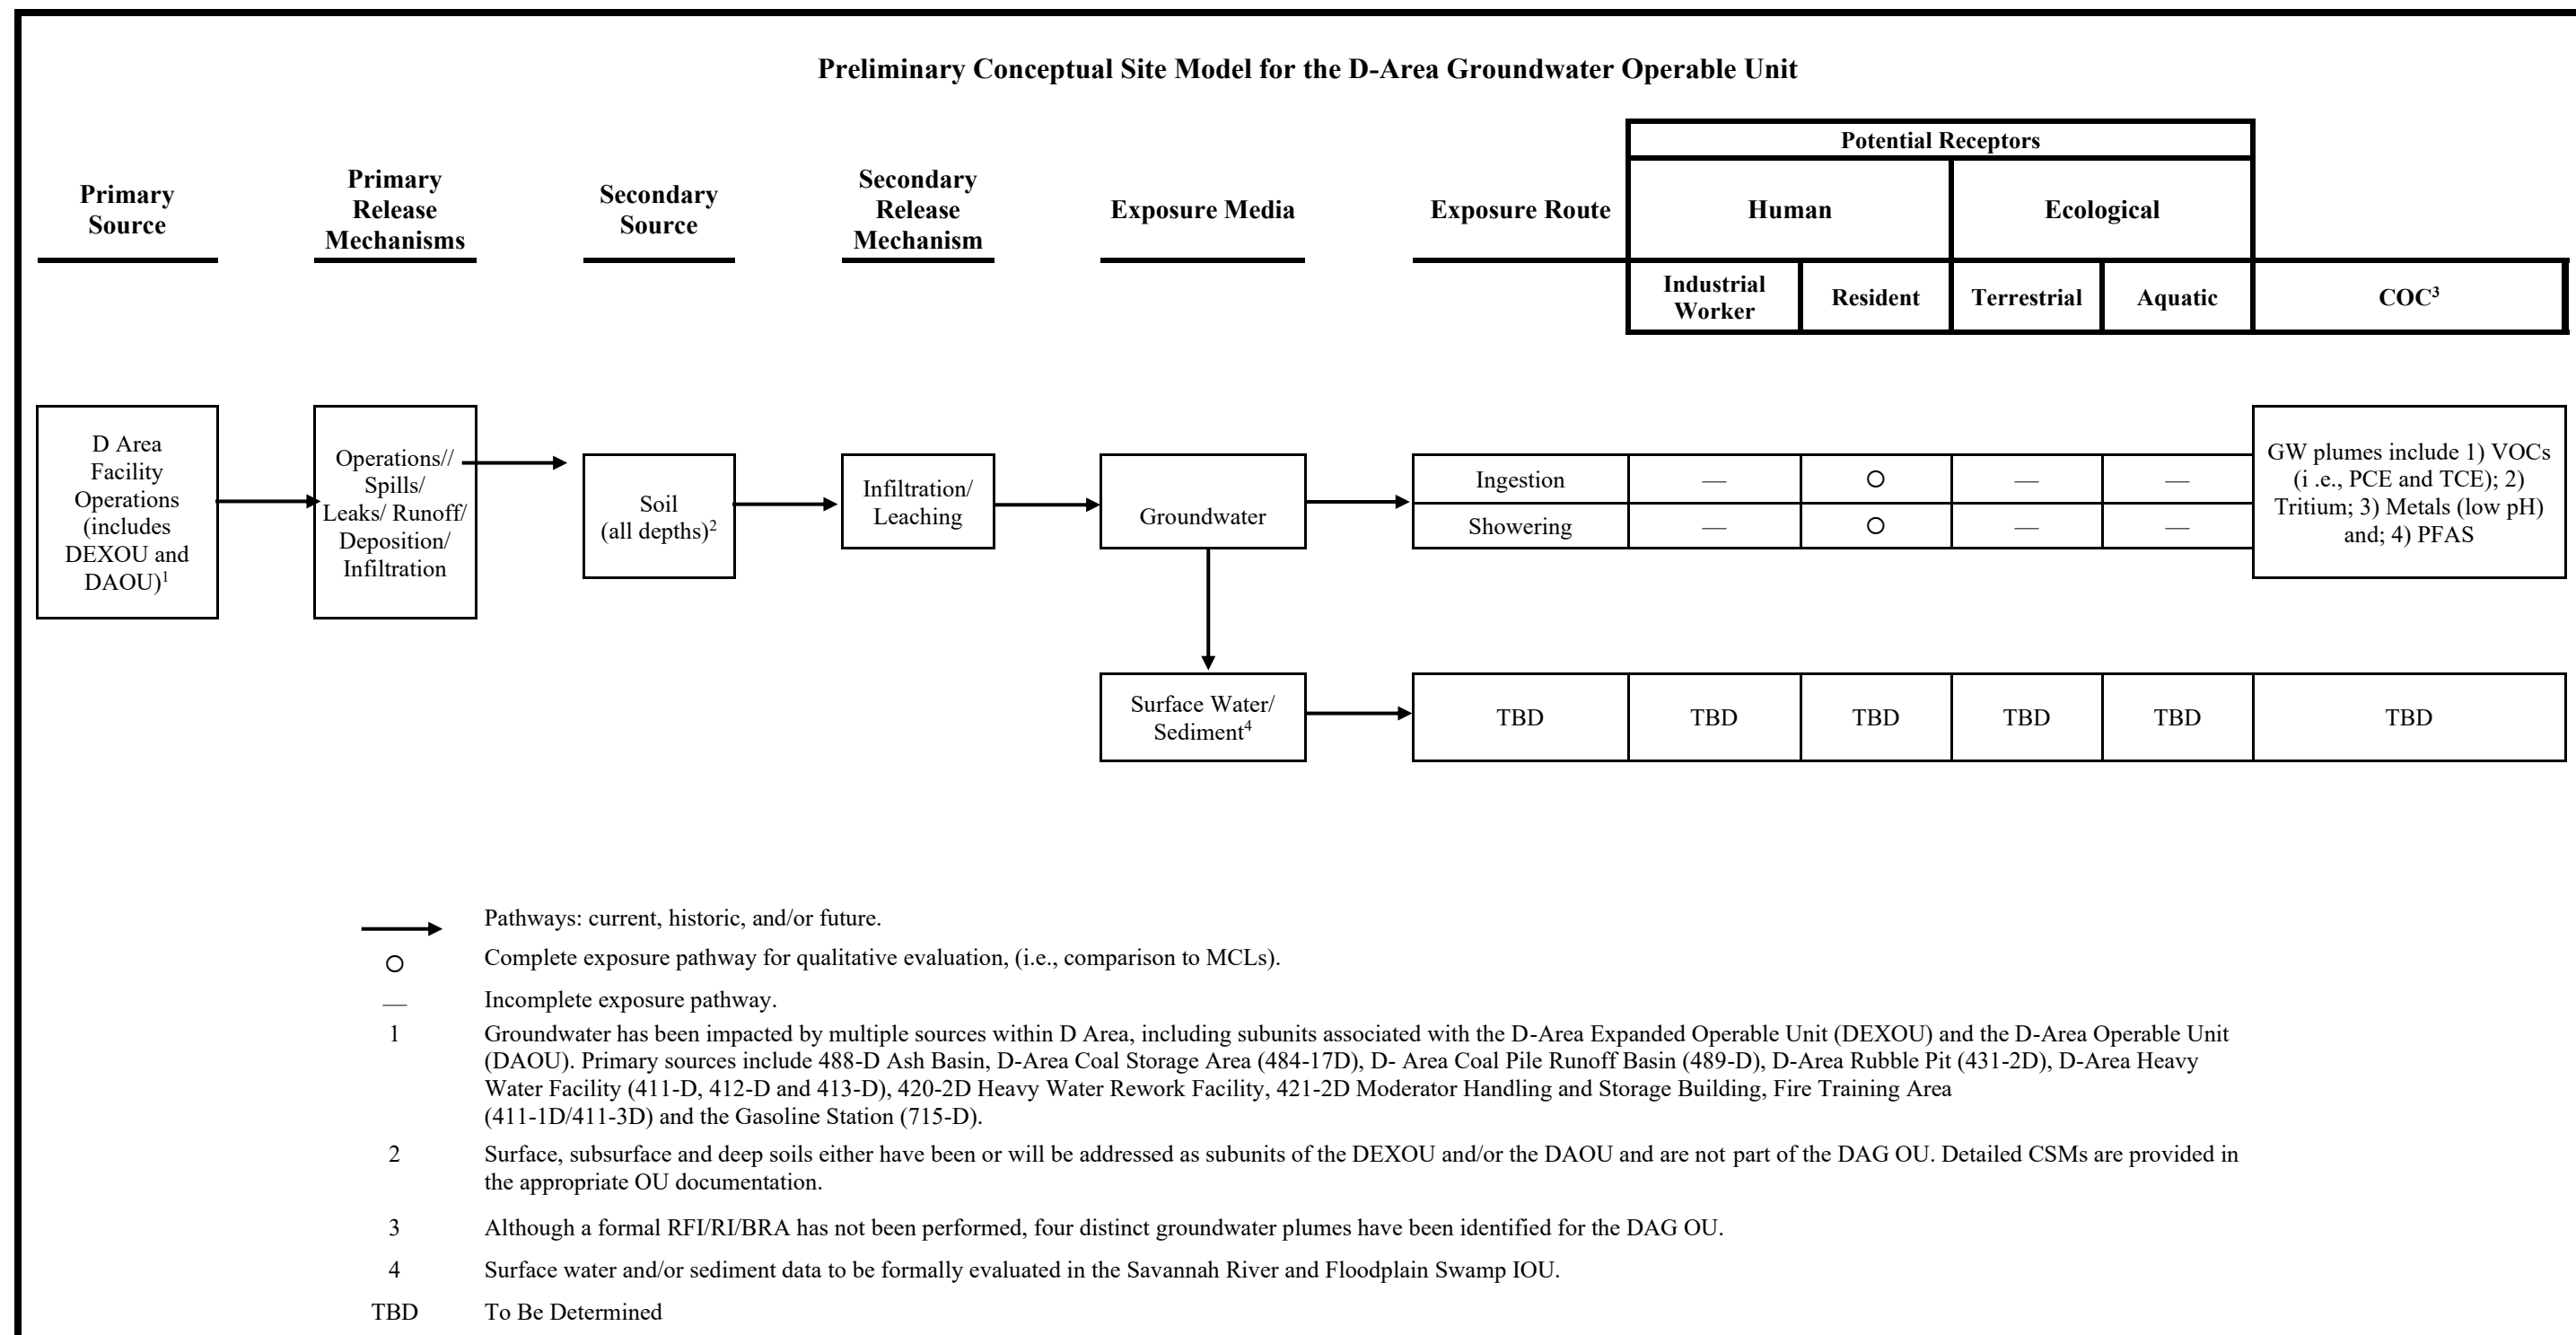 Preliminary Conceptual Site Model for the D-Area Groundwater Operable Unit
Potential Receptors
Primary
Source
Primary
Release
Mechanisms
Secondary
Source
Secondary
Release
Mechanism
Exposure Media
Exposure Route
Human
Ecological
Industrial
Worker
Resident
Terrestrial
Aquatic
COC3
D Area
Facility
Operations
(includes
DEXOU and
DAOU)1
Operations//
Spills/
Leaks/ Runoff/
Deposition/
Infiltration
Soil
(all depths)2
Infiltration/
Leaching
Groundwater
Ingestion — ○ — —
Showering — ○ — —
GW plumes include 1) VOCs
(i .e., PCE and TCE); 2)
Tritium; 3) Metals (low pH)
and; 4) PFAS
Surface Water/
Sediment4
TBD TBD TBD TBD TBD TBD
Pathways: current, historic, and/or future.
○ Complete exposure pathway for qualitative evaluation, (i.e., comparison to MCLs).
— Incomplete exposure pathway.
1 Groundwater has been impacted by multiple sources within D Area, including subunits associated with the D-Area Expanded Operable Unit (DEXOU) and the D-Area Operable Unit
(DAOU). Primary sources include 488-D Ash Basin, D-Area Coal Storage Area (484-17D), D- Area Coal Pile Runoff Basin (489-D), D-Area Rubble Pit (431-2D), D-Area Heavy
Water Facility (411-D, 412-D and 413-D), 420-2D Heavy Water Rework Facility, 421-2D Moderator Handling and Storage Building, Fire Training Area
(411-1D/411-3D) and the Gasoline Station (715-D).
2 Surface, subsurface and deep soils either have been or will be addressed as subunits of the DEXOU and/or the DAOU and are not part of the DAG OU. Detailed CSMs are provided in
the appropriate OU documentation.
3 Although a formal RFI/RI/BRA has not been performed, four distinct groundwater plumes have been identified for the DAG OU.
4 Surface water and/or sediment data to be formally evaluated in the Savannah River and Floodplain Swamp IOU.
TBD To Be Determined